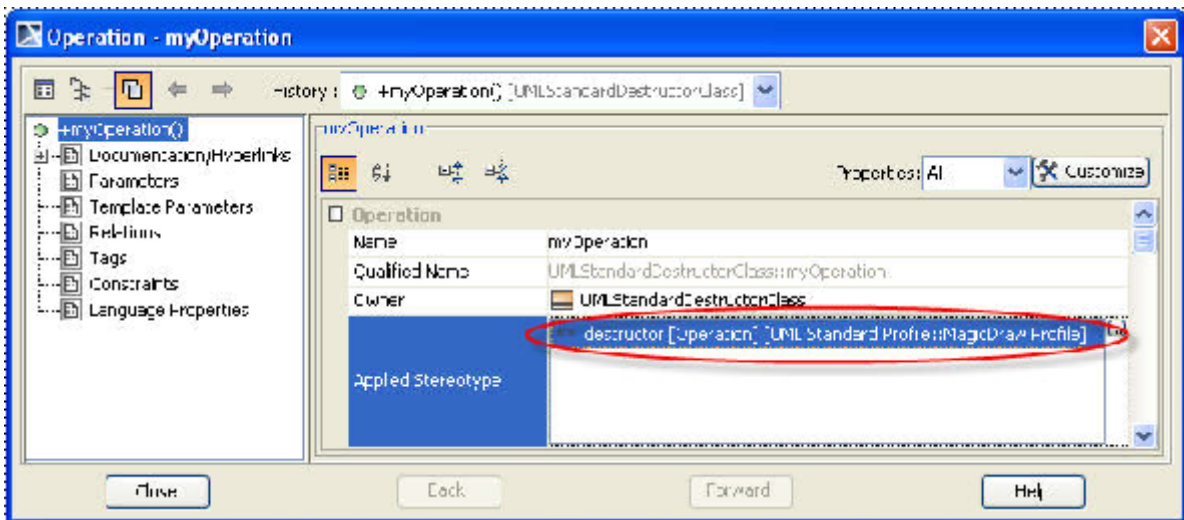 Operation - myOperation
History : +myOperation() [UMLStandardDestructorClass]
+myOperation()
Documentation/Hyperlinks
Parameters
Template Parameters
Relations
Tags
Constraints
Language Properties
myOperation
Properties: All
Customize
Operation
Name myOperation
Qualified Name UMLStandardDestructorClass::myOperation
Owner UMLStandardDestructorClass
Applied Stereotype destructor [Operation] [UML Standard Profile::MagicDraw Profile]
Close
Back
Forward
Help